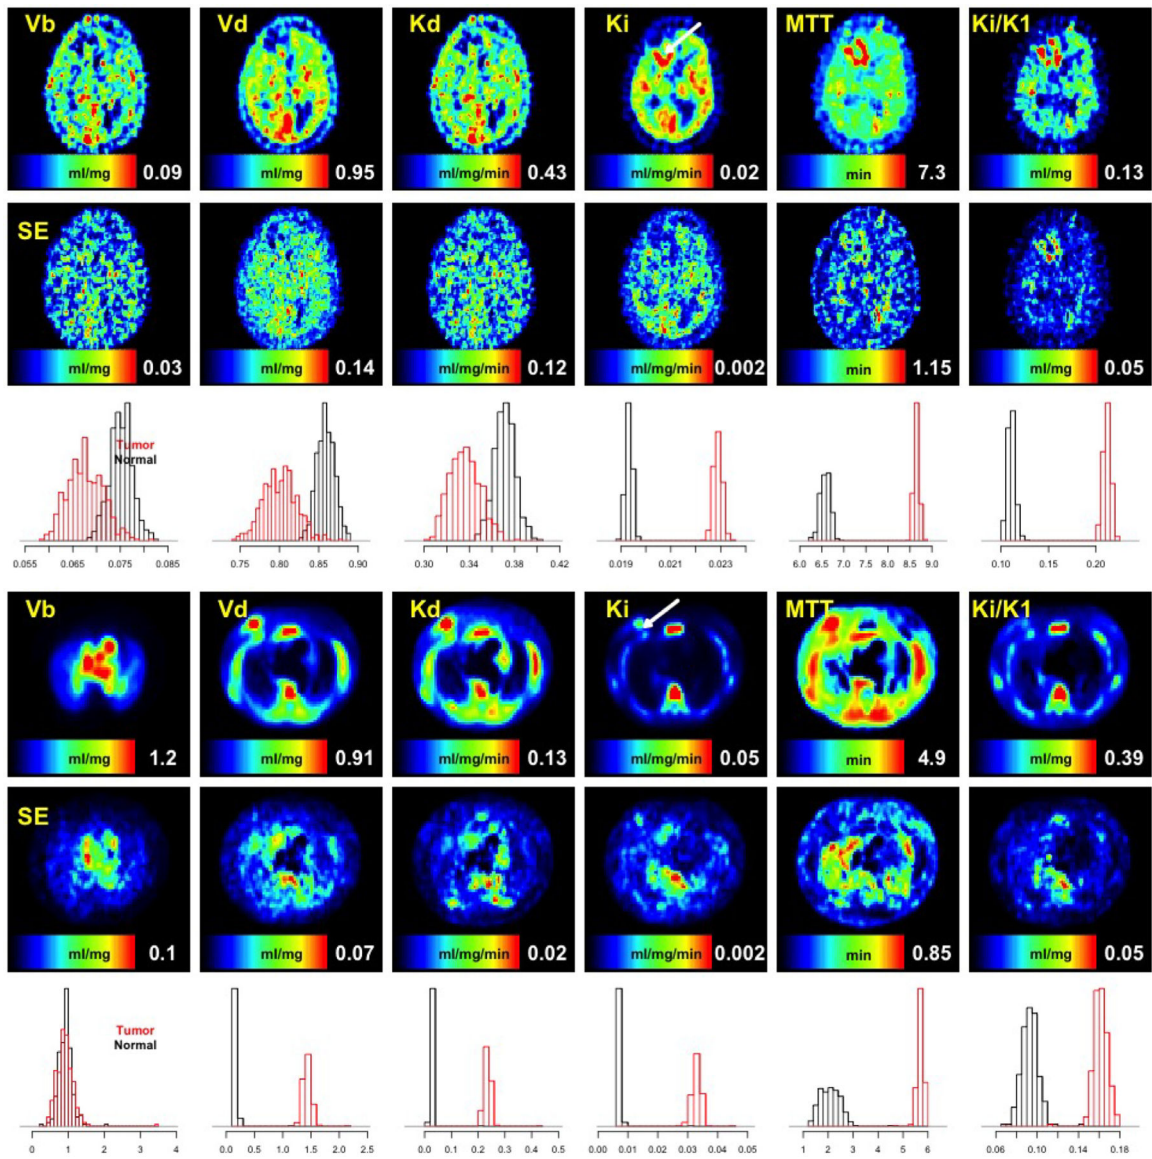 Vb Vd Kd Ki MTT Ki/K1
ml/mg 0.09 ml/mg 0.95 ml/mg/min 0.43 ml/mg/min 0.02 min 7.3 ml/mg 0.13
SE
ml/mg 0.03 ml/mg 0.14 ml/mg/min 0.12 ml/mg/min 0.002 min 1.15 ml/mg 0.05
Tumor
Normal
0.055 0.065 0.075 0.085 0.75 0.80 0.85 0.90 0.30 0.34 0.38 0.42 0.019 0.021 0.023 6.0 6.5 7.0 7.5 8.0 8.5 9.0 0.10 0.15 0.20
Vb Vd Kd Ki MTT Ki/K1
ml/mg 1.2 ml/mg 0.91 ml/mg/min 0.13 ml/mg/min 0.05 min 4.9 ml/mg 0.39
SE
ml/mg 0.1 ml/mg 0.07 ml/mg/min 0.02 ml/mg/min 0.002 min 0.85 ml/mg 0.05
Tumor
Normal
0 1 2 3 4 0.0 0.5 1.0 1.5 2.0 2.5 0.0 0.1 0.2 0.3 0.4 0.5 0.00 0.01 0.02 0.03 0.04 0.05 1 2 3 4 5 6 0.06 0.10 0.14 0.18